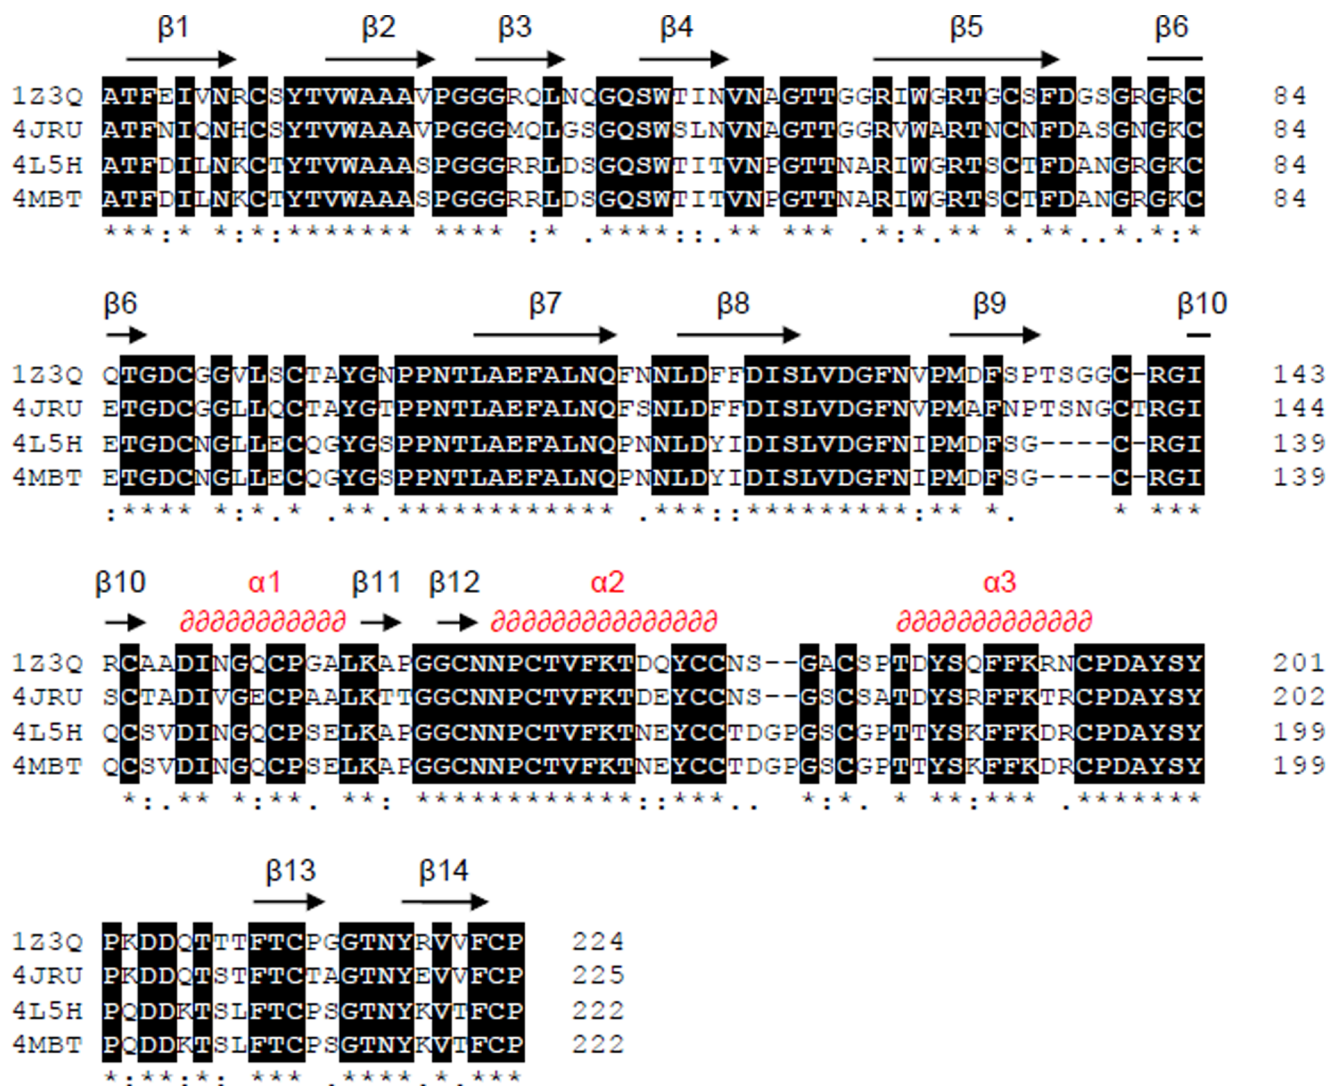 β1 β2 β3 β4 β5 β6
1Z3Q ATFEIVNRCSYTVWAAAVPGGGRQLNQGQSWTINVNAGTTGGRIWGRTGCSFDGSGRGRC 84
4JRU ATFNIQNHCSYTVWAAAVPGGGMQLGSGQSWSLNVNAGTTGGRVWARTNCNFDASGNGKC 84
4L5H ATFDILNKCTYTVWAAASPGGGRRLDSGQSWTITVNPGTTNARIWGRTSCTFDANGRGKC 84
4MBT ATFDILNKCTYTVWAAASPGGGRRLDSGQSWTITVNPGTTNARIWGRTSCTFDANGRGKC 84
***:* *:*:******* **** :* .****::.** *** .*:*.** *.**..*.*:*
β6 β7 β8 β9 β10
1Z3Q QTGDCGGVLSCTAYGNPPNTLAEFALNQFNNLDFFDISLVDGFNVPMDFSPTSGGC-RGI 143
4JRU ETGDCGGLLQCTAYGTPPNTLAEFALNQFSNLDFFDISLVDGFNVPMAFNPTSNGCTRGI 144
4L5H ETGDCNGLLECQGYGSPPNTLAEFALNQPNNLDYIDISLVDGFNIPMDFSG----C-RGI 139
4MBT ETGDCNGLLECQGYGSPPNTLAEFALNQPNNLDYIDISLVDGFNIPMDFSG----C-RGI 139
:**** *:*.* .**.************ .***::*********:** *.     * ***
β10 α1 β11 β12 α2 α3
∂∂∂∂∂∂∂∂∂∂∂ ∂∂∂∂∂∂∂∂∂∂∂∂∂∂∂ ∂∂∂∂∂∂∂∂∂∂∂∂∂
1Z3Q RCAADINGQCPGALKAPGGCNNPCTVFKTDQYCCNS--GACSPTDYSQFFKRNCPDAYSY 201
4JRU SCTADIVGECPAALKTTGGCNNPCTVFKTDEYCCNS--GSCSATDYSRFFKTRCPDAYSY 202
4L5H QCSVDINGQCPSELKAPGGCNNPCTVFKTNEYCCTDGPGSCGPTTYSKFFKDRCPDAYSY 199
4MBT QCSVDINGQCPSELKAPGGCNNPCTVFKTNEYCCTDGPGSCGPTTYSKFFKDRCPDAYSY 199
*:.** *:**. **: ************::***..  *:*. * **:*** .*******
β13 β14
1Z3Q PKDDQTTTFTCPGGTNYRVVFCP 224
4JRU PKDDQTSTFTCTAGTNYEVVFCP 225
4L5H PQDDKTSLFTCPSGTNYKVTFCP 222
4MBT PQDDKTSLFTCPSGTNYKVTFCP 222
*:**:*: *** .****.*.***